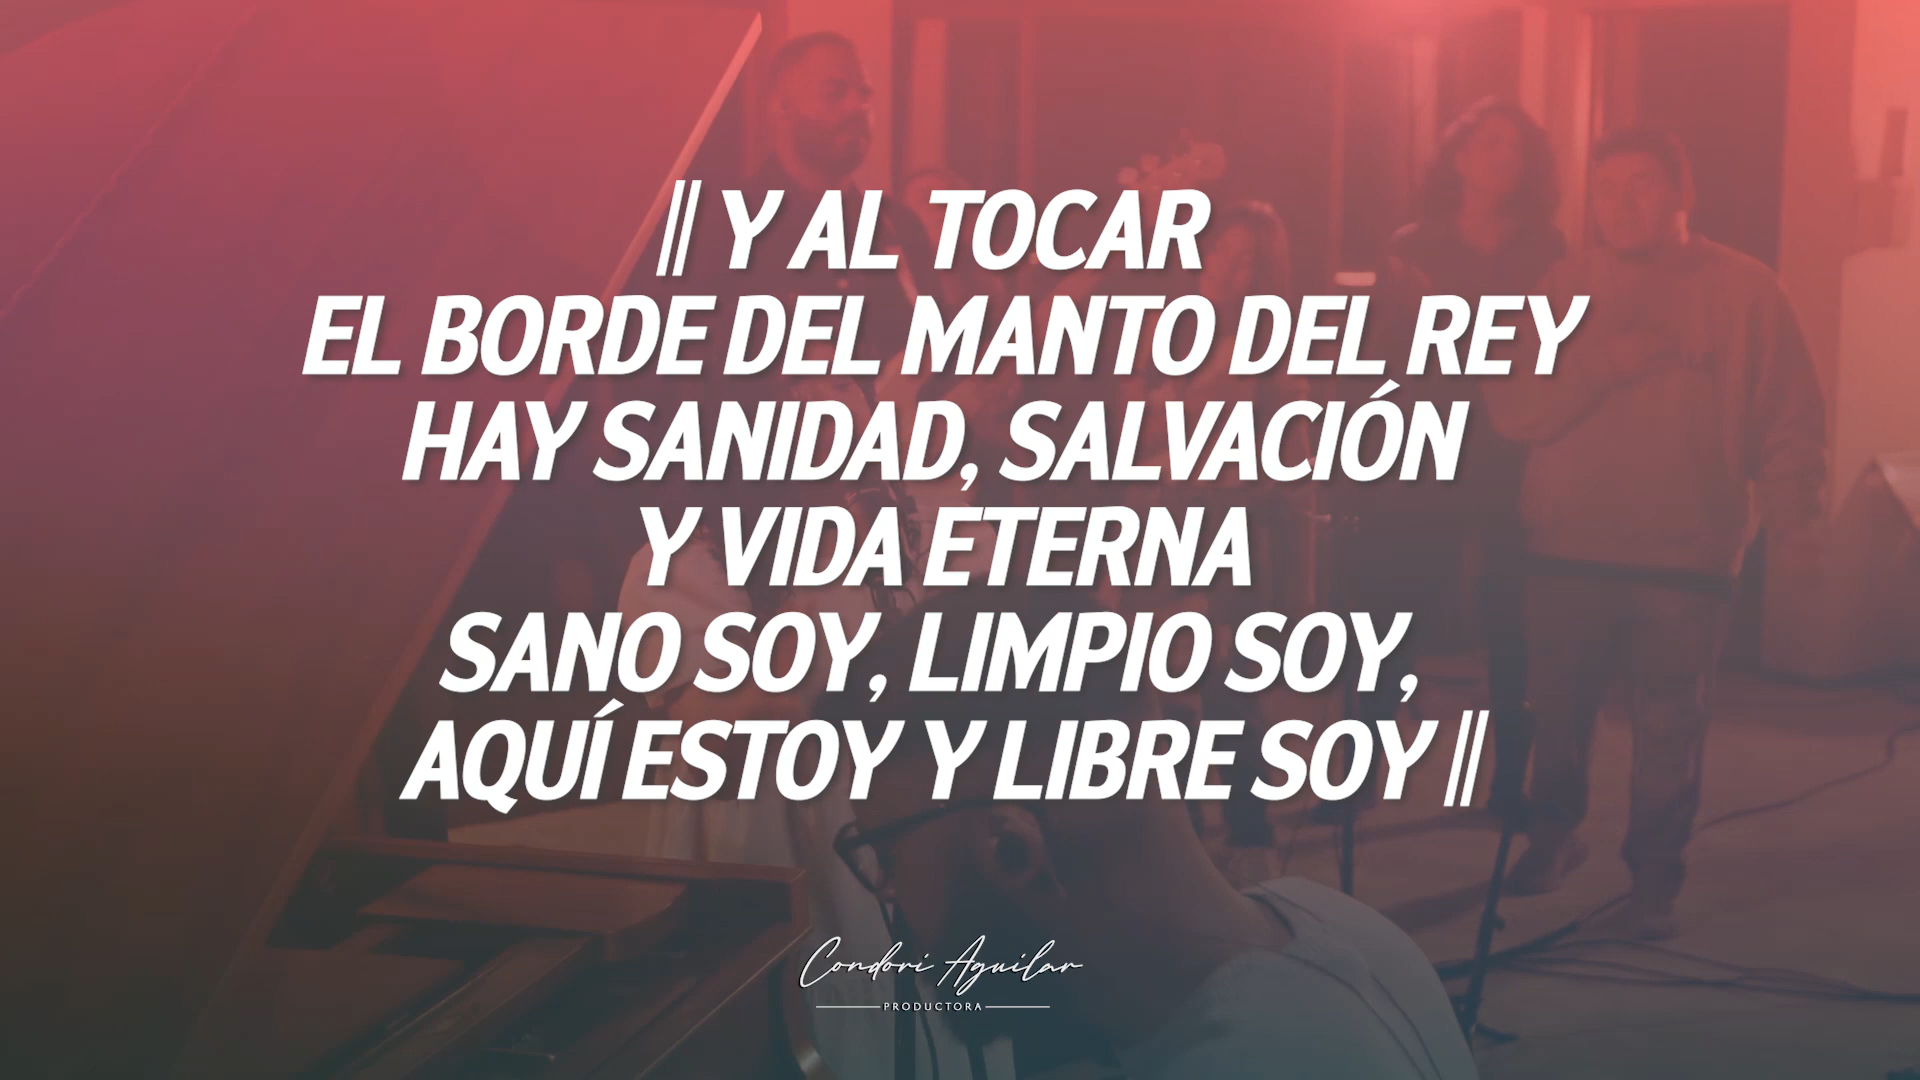 || Y AL TOCAR
EL BORDE DEL MANTO DEL REY
HAY SANIDAD, SALVACIÓN
Y VIDA ETERNA
SANO SOY, LIMPIO SOY,
AQUÍ ESTOY Y LIBRE SOY ||
Condori Aguilar
PRODUCTORA